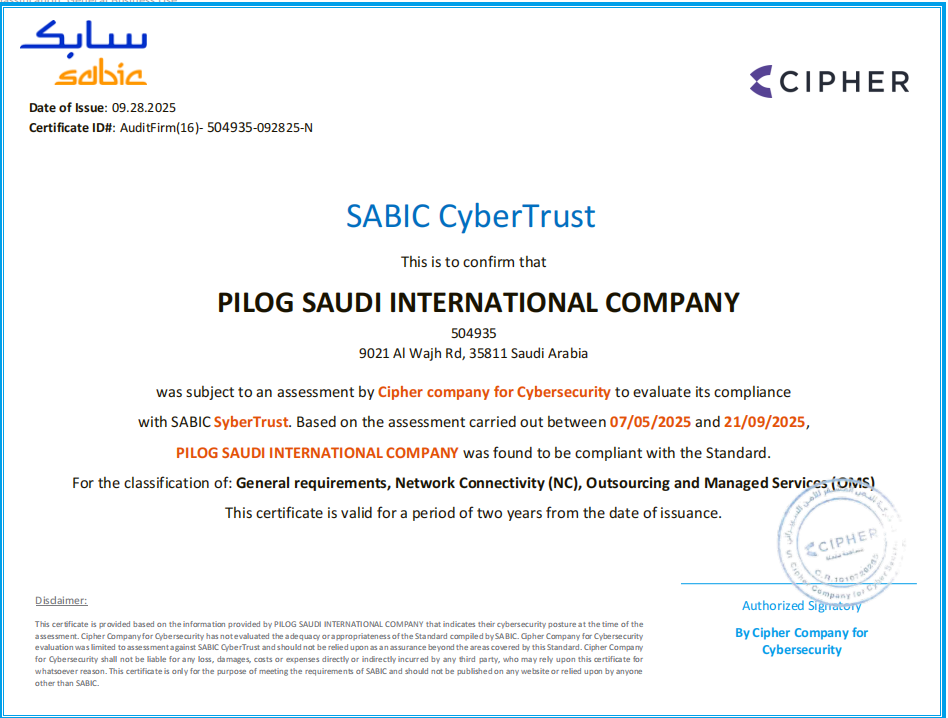 سابك
sabic
CIPHER
Date of Issue: 09.28.2025
Certificate ID#: AuditFirm(16)- 504935-092825-N
SABIC CyberTrust
This is to confirm that
PILOG SAUDI INTERNATIONAL COMPANY
504935
9021 Al Wajh Rd, 35811 Saudi Arabia
was subject to an assessment by Cipher company for Cybersecurity to evaluate its compliance
with SABIC SyberTrust. Based on the assessment carried out between 07/05/2025 and 21/09/2025,
PILOG SAUDI INTERNATIONAL COMPANY was found to be compliant with the Standard.
For the classification of: General requirements, Network Connectivity (NC), Outsourcing and Managed Services (OMS)
This certificate is valid for a period of two years from the date of issuance.
CIPHER
Disclaimer:
This certificate is provided based on the information provided by PILOG SAUDI INTERNATIONAL COMPANY that indicates their cybersecurity posture at the time of the
assessment. Cipher Company for Cybersecurity has not evaluated the adequacy or appropriateness of the Standard compiled by SABIC. Cipher Company for Cybersecurity
evaluation was limited to assessment against SABIC CyberTrust and should not be relied upon as an assurance beyond the areas covered by this Standard. Cipher Company
for Cybersecurity shall not be liable for any loss, damages, costs or expenses directly or indirectly incurred by any third party, who may rely upon this certificate for
whatsoever reason. This certificate is only for the purpose of meeting the requirements of SABIC and should not be published on any website or relied upon by anyone
other than SABIC.
Authorized Signatory
By Cipher Company for
Cybersecurity